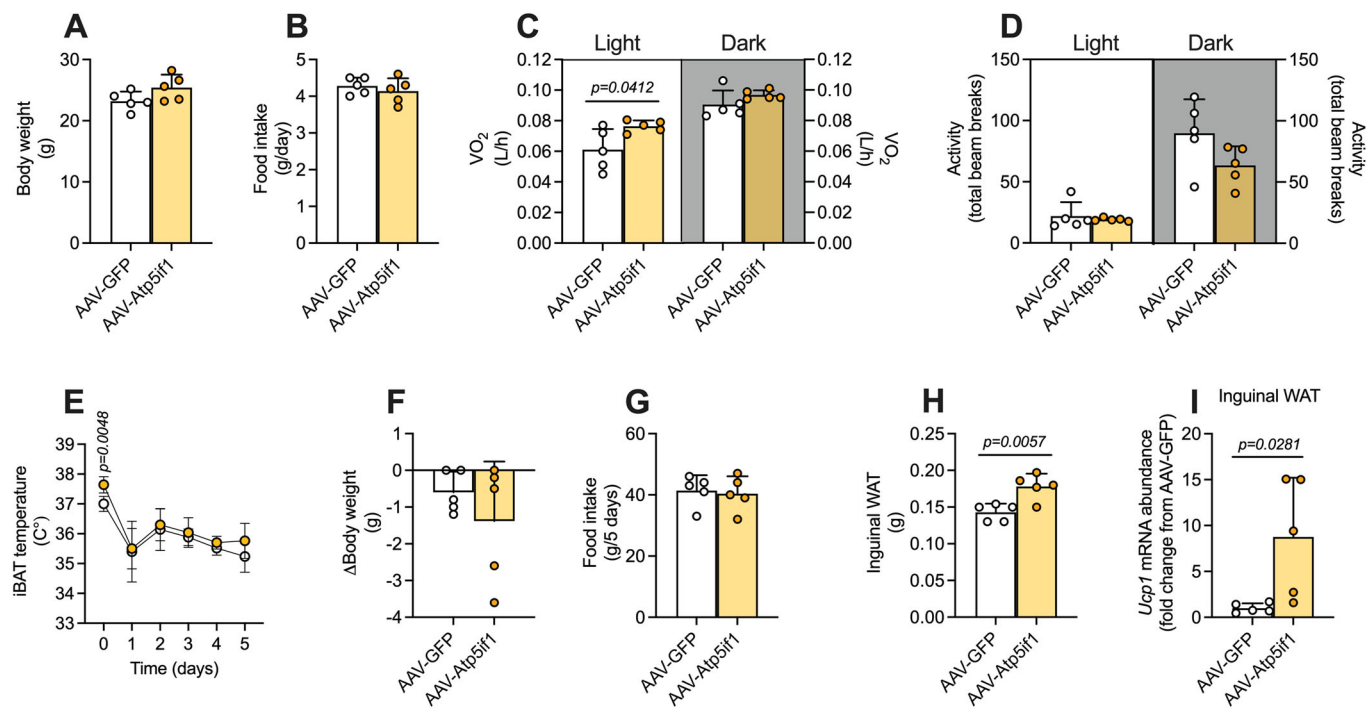 A
Body weight
(g)
30
20
10
0
AAV-GFP
AAV-Atp5if1
B
Food intake
(g/day)
5
4
3
2
1
0
AAV-GFP
AAV-Atp5if1
C
Light
Dark
VO2
(L/h)
0.12
0.10
0.08
0.06
0.04
0.02
0.00
p=0.0412
0.12
0.10
0.08
0.06
0.04
0.02
0.00
VO2
(L/h)
AAV-GFP
AAV-Atp5if1
AAV-GFP
AAV-Atp5if1
D
Light
Dark
Activity
(total beam breaks)
150
100
50
0
150
100
50
0
Activity
(total beam breaks)
AAV-GFP
AAV-Atp5if1
AAV-GFP
AAV-Atp5if1
E
iBAT temperature
(C°)
39
38
37
36
35
34
33
p=0.0048
0 1 2 3 4 5
Time (days)
F
ΔBody weight
(g)
1
0
-1
-2
-3
-4
AAV-GFP
AAV-Atp5if1
G
Food intake
(g/5 days)
60
40
20
0
AAV-GFP
AAV-Atp5if1
H
Inguinal WAT
(g)
0.25
0.20
0.15
0.10
0.05
0.00
p=0.0057
AAV-GFP
AAV-Atp5if1
I
Inguinal WAT
Ucp1 mRNA abundance
(fold change from AAV-GFP)
20
15
10
5
0
p=0.0281
AAV-GFP
AAV-Atp5if1